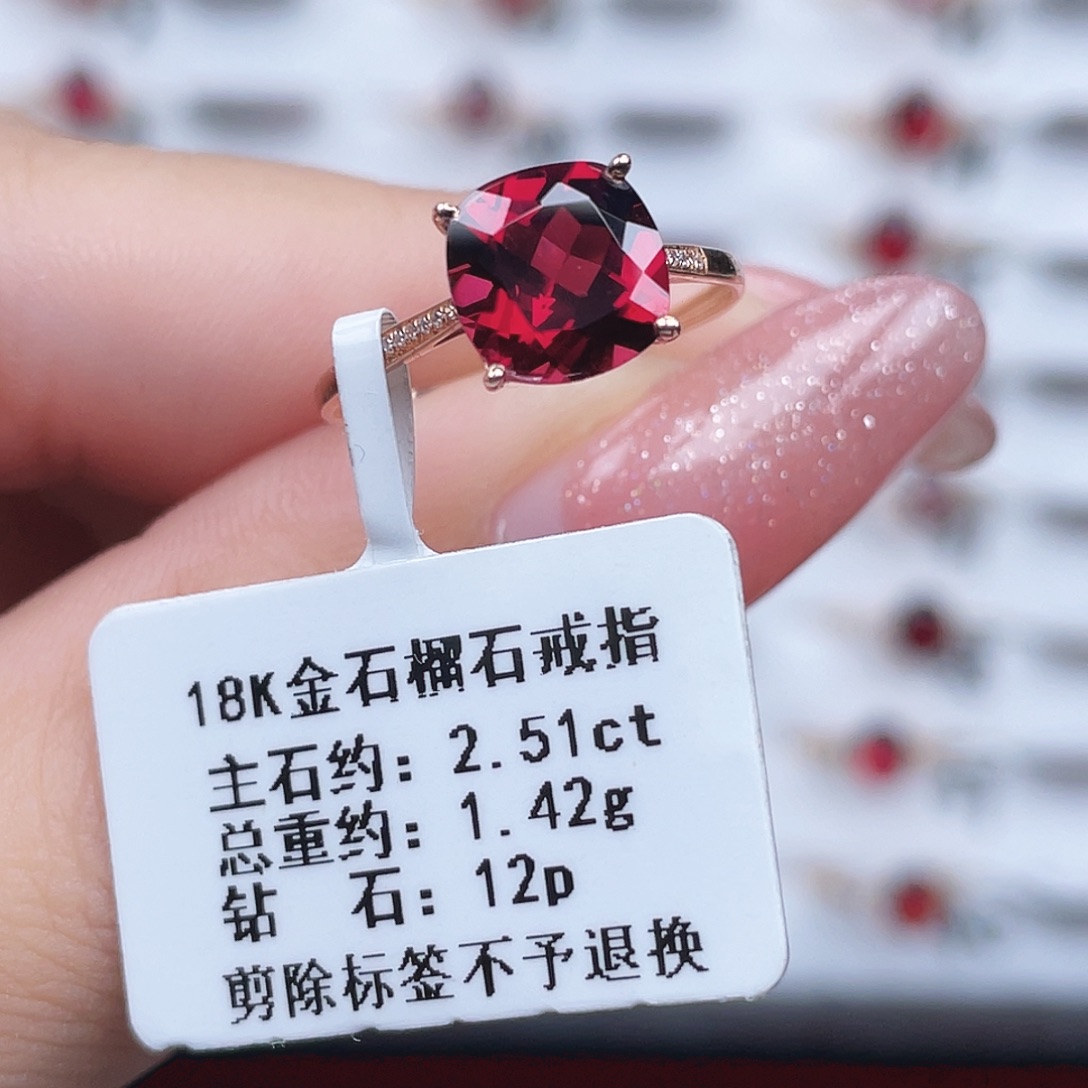 18K金石榴石戒指
主石约：2.51ct
总重约：1.42g
钻 石：12p
剪除标签不予退换